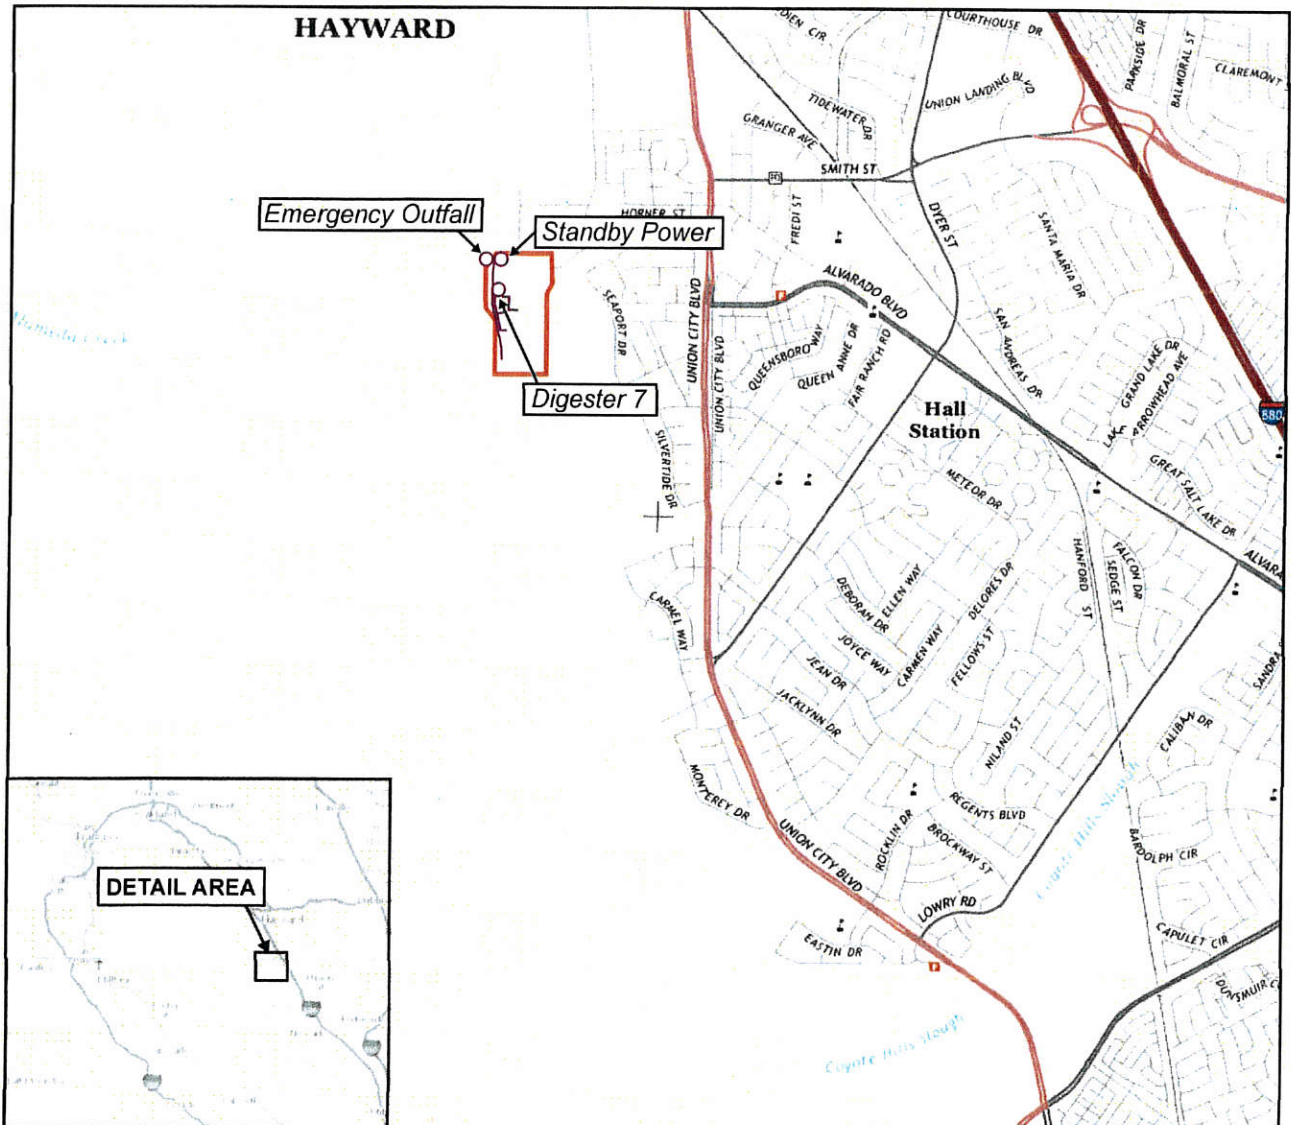 HAYWARD
COURTHOUSE DR
PARKSIDE DR
BALMORAL ST
CLAREMONT
UNION LANDING BLVD
TIDEWATER DR
GRANGER AVE
SMITH ST
Emergency Outfall
HORNER ST
Standby Power
FREDI ST
DYER ST
SANTA MARIA DR
ALVARADO BLVD
SEAPORT DR
UNION CITY BLVD
UNION CITY BLVD
QUEENSBORO WAY
QUEEN ANNE DR
FAIR RANCH RD
SAN ANDREAS DR
GRAND LAKE DR
LAKE ARROWHEAD AVE
880
Digester 7
Hall
Station
SILVERTIDE DR
METEOR DR
GREAT SALT LAKE DR
HANFORD ST
FALCON DR
SEDGE ST
ALVARA
CARMEL WAY
DEBORAH DR
ELLEN WAY
DELORES DR
JOYCE WAY
CARMEN WAY
FELLOWS ST
JEAN DR
JACKLYNN DR
SANDRA
CALIBAN DR
NILAND ST
MONTEREY DR
REGENTS BLVD
ROCKLIN DR
BROCKWAY ST
UNION CITY BLVD
Coyote Hills Slough
BARDOLPH CIR
LOWRY RD
EASTIN DR
CAPULET CIR
DUNSMUIR C
Coyote Hills Slough
DETAIL AREA